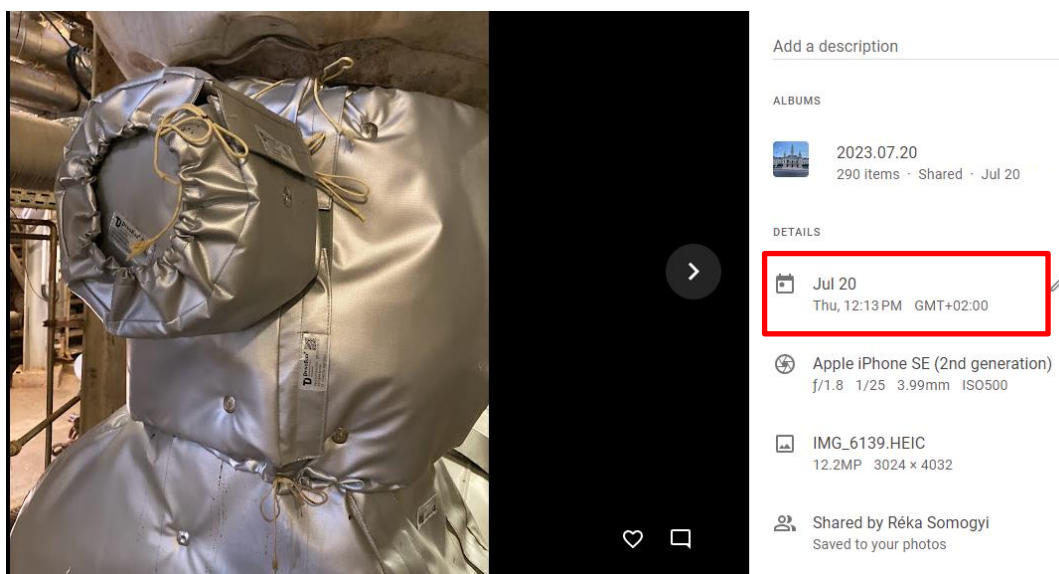 Add a description
ALBUMS
2023.07.20
290 items · Shared · Jul 20
DETAILS
Jul 20
Thu, 12:13 PM GMT+02:00
Apple iPhone SE (2nd generation)
ƒ/1.8 1/25 3.99mm ISO500
IMG_6139.HEIC
12.2MP 3024 × 4032
Shared by Réka Somogyi
Saved to your photos